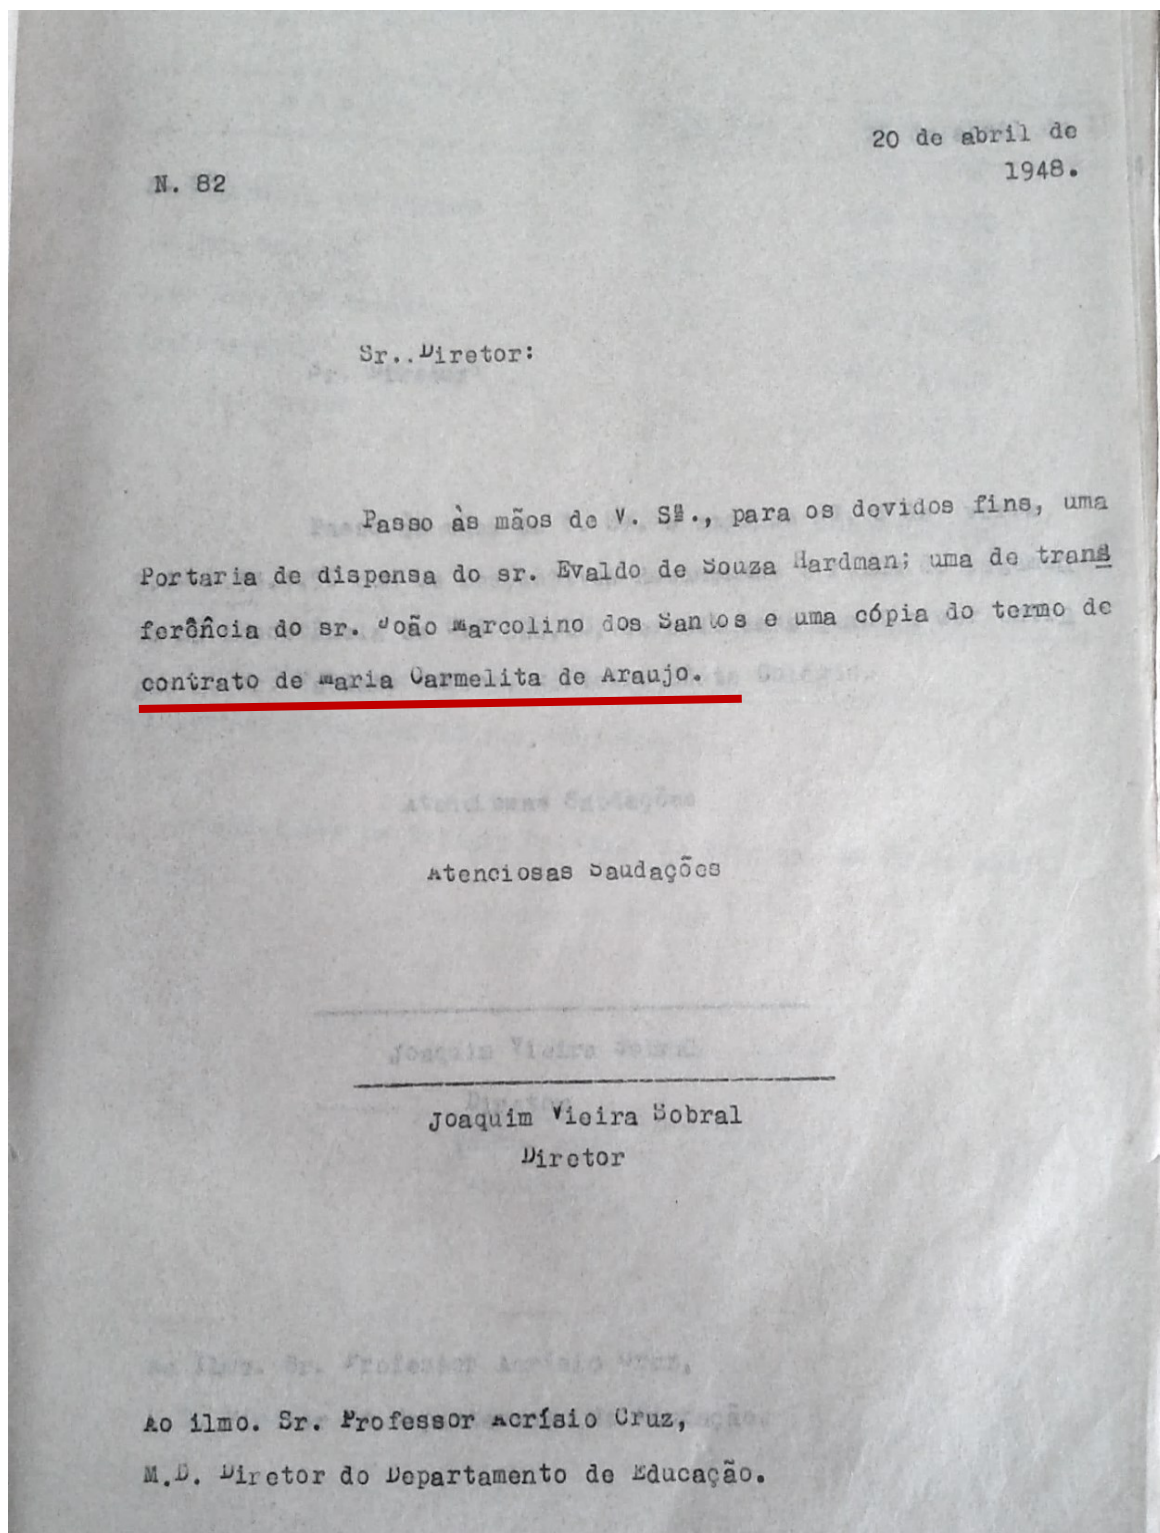 20 de abril de
1948.
N. 82
Sr..Diretor:
Passo às mãos de V. Sª., para os devidos fins, uma
Portaria de dispensa do sr. Evaldo de Souza Hardman; uma de trans
ferência do sr. João Marcolino dos Santos e uma cópia do termo de
contrato de maria Carmelita de Araujo.
Atenciosas Saudações
Joaquim Vieira Sobral
Diretor
Ao ilmo. Sr. Professor Acrísio Cruz,
M.D. Diretor do Departamento de Educação.